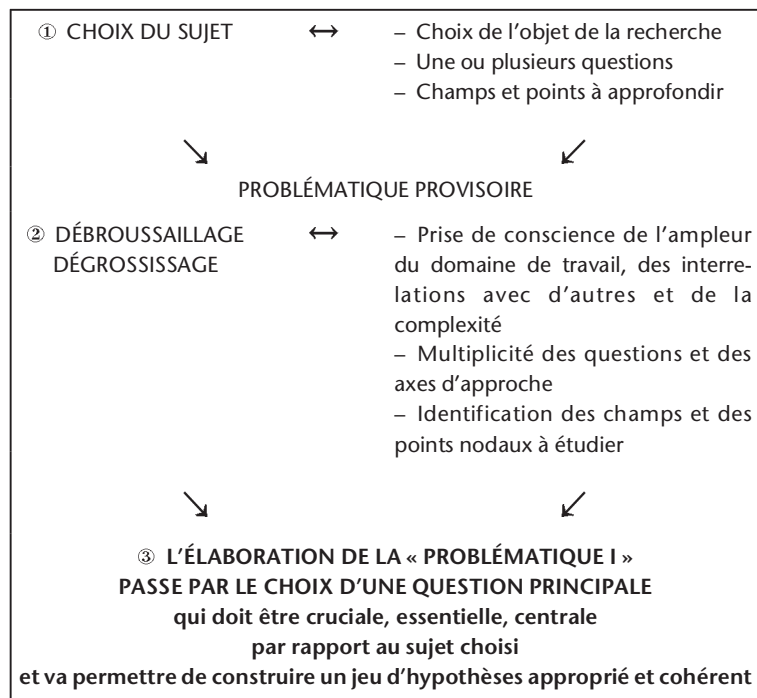 ① CHOIX DU SUJET ↔ – Choix de l'objet de la recherche
– Une ou plusieurs questions
– Champs et points à approfondir
↘ ↙
PROBLÉMATIQUE PROVISOIRE
② DÉBROUSSAILLAGE ↔ – Prise de conscience de l'ampleur
DÉGROSSISSAGE du domaine de travail, des interre-
lations avec d'autres et de la
complexité
– Multiplicité des questions et des
axes d'approche
– Identification des champs et des
points nodaux à étudier
↘ ↙
③ L'ÉLABORATION DE LA « PROBLÉMATIQUE I »
PASSE PAR LE CHOIX D'UNE QUESTION PRINCIPALE
qui doit être cruciale, essentielle, centrale
par rapport au sujet choisi
et va permettre de construire un jeu d'hypothèses approprié et cohérent